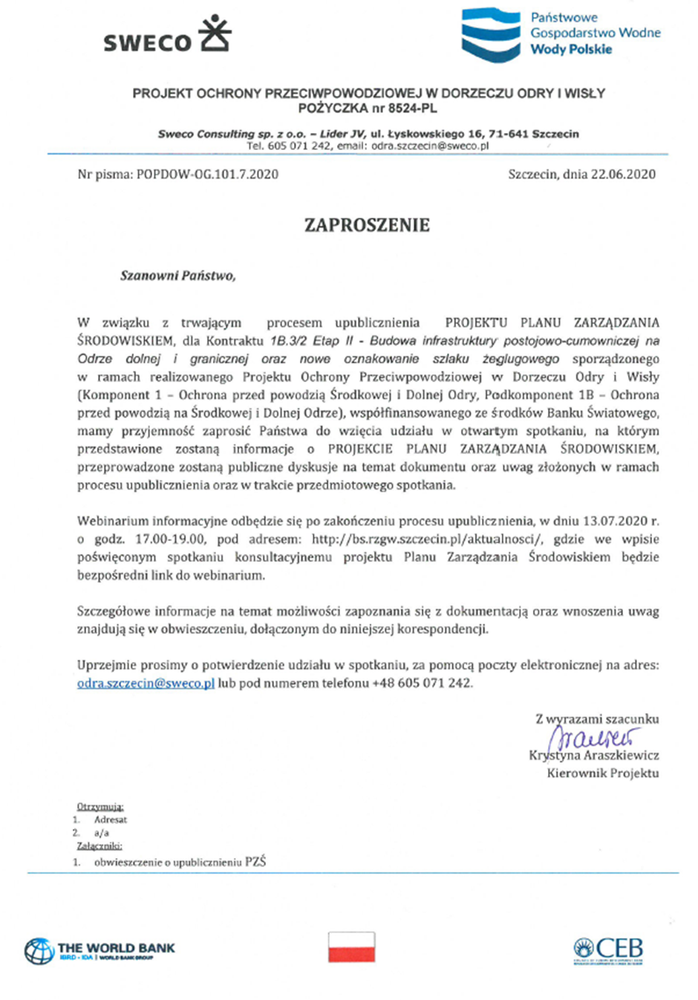 SWECO
Państwowe
Gospodarstwo Wodne
Wody Polskie
PROJEKT OCHRONY PRZECIWPOWODZIOWEJ W DORZECZU ODRY I WISŁY
POŻYCZKA nr 8524-PL
Sweco Consulting sp. z o.o. – Lider JV, ul. Łyskowskiego 16, 71-641 Szczecin
Tel. 605 071 242, email: odra.szczecin@sweco.pl
Nr pisma: POPDOW-OG.101.7.2020
Szczecin, dnia 22.06.2020
ZAPROSZENIE
Szanowni Państwo,
W związku z trwającym procesem upublicznienia PROJEKTU PLANU ZARZĄDZANIA
ŚRODOWISKIEM, dla Kontraktu 1B.3/2 Etap II - Budowa infrastruktury postojowo-cumowniczej na
Odrze dolnej i granicznej oraz nowe oznakowanie szlaku żeglugowego sporządzonego
w ramach realizowanego Projektu Ochrony Przeciwpowodziowej w Dorzeczu Odry i Wisły
(Komponent 1 – Ochrona przed powodzią Środkowej i Dolnej Odry, Podkomponent 1B – Ochrona
przed powodzią na Środkowej i Dolnej Odrze), współfinansowanego ze środków Banku Światowego,
mamy przyjemność zaprosić Państwa do wzięcia udziału w otwartym spotkaniu, na którym
przedstawione zostaną informacje o PROJEKCIE PLANU ZARZĄDZANIA ŚRODOWISKIEM,
przeprowadzone zostaną publiczne dyskusje na temat dokumentu oraz uwag złożonych w ramach
procesu upublicznienia oraz w trakcie przedmiotowego spotkania.
Webinarium informacyjne odbędzie się po zakończeniu procesu upublicznienia, w dniu 13.07.2020 r.
o godz. 17.00-19.00, pod adresem: http://bs.rzgw.szczecin.pl/aktualnosci/, gdzie we wpisie
poświęconym spotkaniu konsultacyjnemu projektu Planu Zarządzania Środowiskiem będzie
bezpośredni link do webinarium.
Szczegółowe informacje na temat możliwości zapoznania się z dokumentacją oraz wnoszenia uwag
znajdują się w obwieszczeniu, dołączonym do niniejszej korespondencji.
Uprzejmie prosimy o potwierdzenie udziału w spotkaniu, za pomocą poczty elektronicznej na adres:
odra.szczecin@sweco.pl lub pod numerem telefonu +48 605 071 242.
Z wyrazami szacunku
Krystyna Araszkiewicz
Kierownik Projektu
Otrzymują:
1. Adresat
2. a/a
Załączniki:
1. obwieszczenie o upublicznieniu PZŚ
THE WORLD BANK
IBRD • IDA | WORLD BANK GROUP
CEB